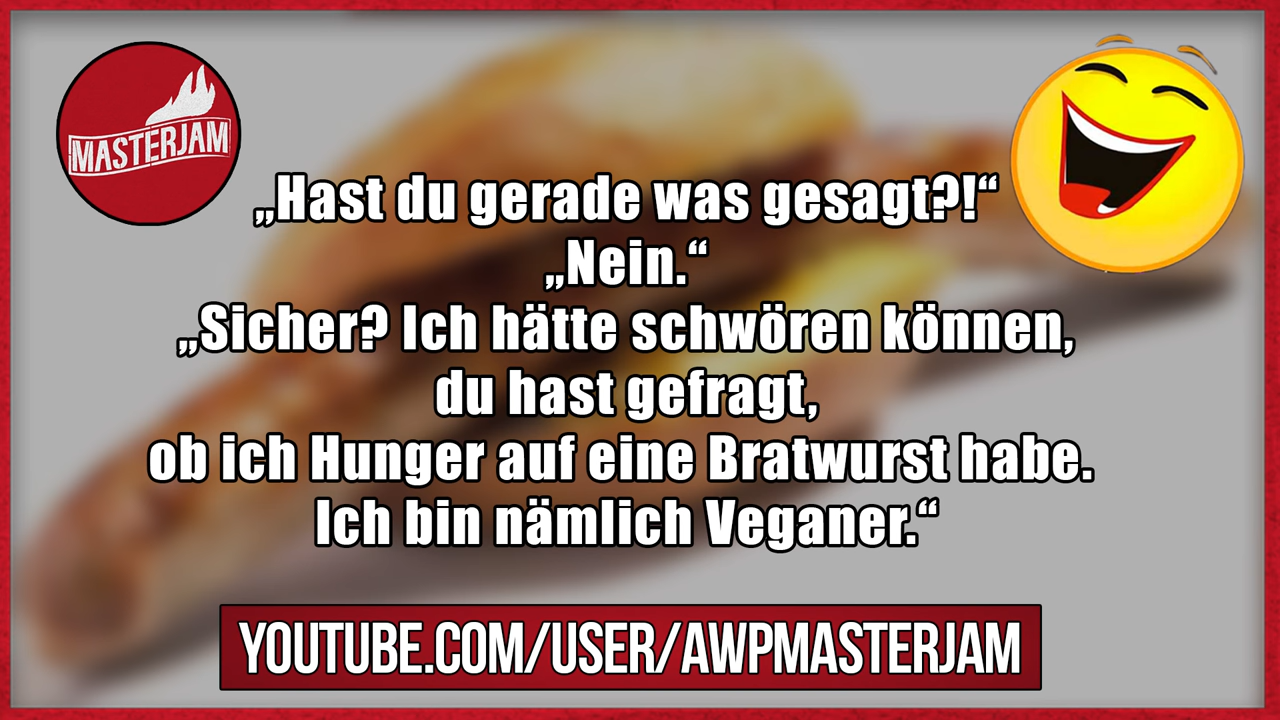 MASTERJAM
„Hast du gerade was gesagt?!“
„Nein.“
„Sicher? Ich hätte schwören können,
du hast gefragt,
ob ich Hunger auf eine Bratwurst habe.
Ich bin nämlich Veganer.“
YOUTUBE.COM/USER/AWPMASTERJAM